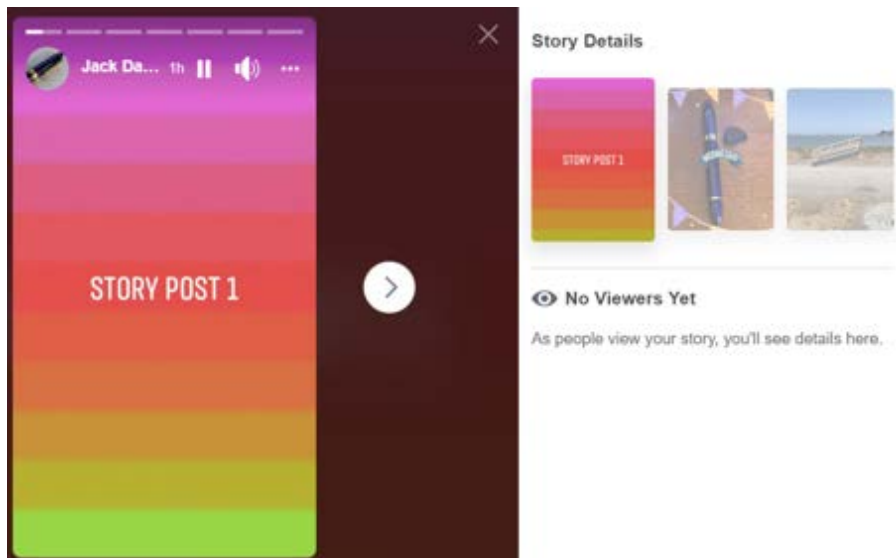 Jack Da... 1h
STORY POST 1
Story Details
STORY POST 1
No Viewers Yet
As people view your story, you'll see details here.